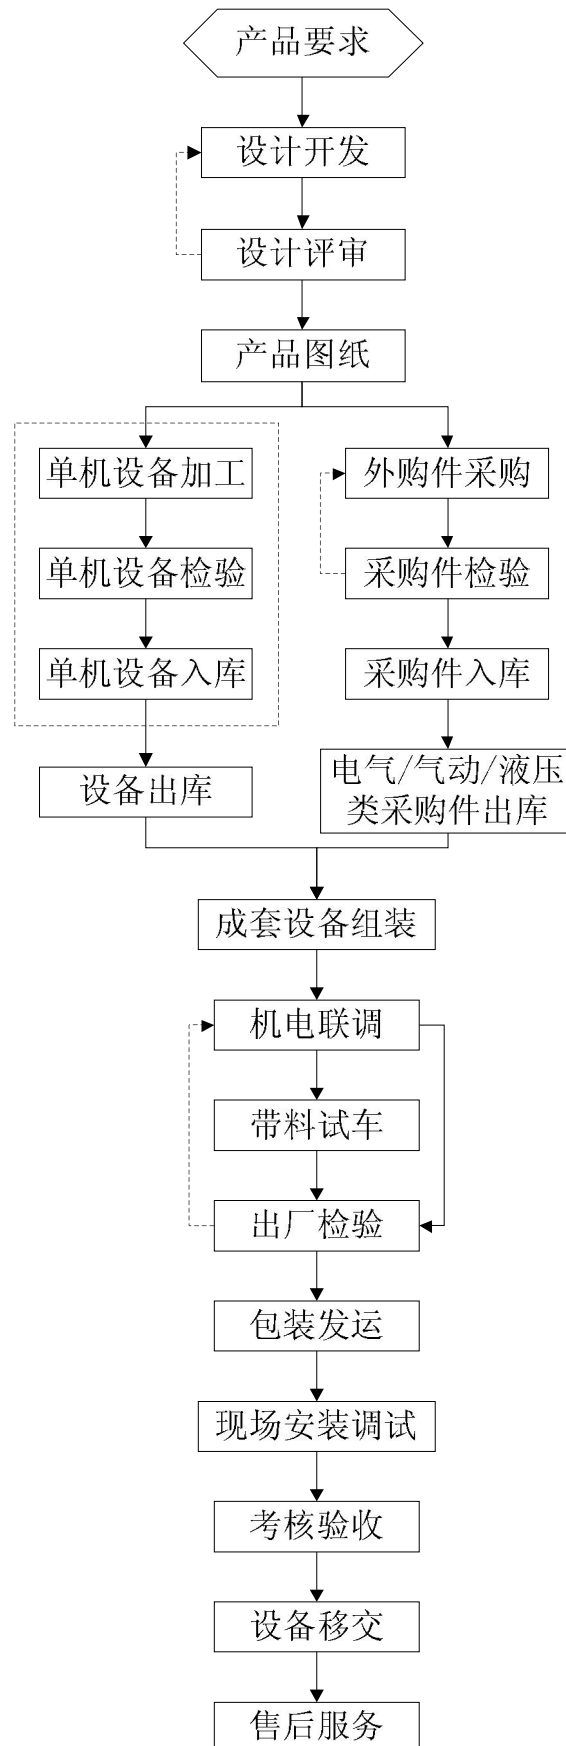 产品要求
设计开发
设计评审
产品图纸
单机设备加工
外购件采购
单机设备检验
采购件检验
单机设备入库
采购件入库
设备出库
电气/气动/液压
类采购件出库
成套设备组装
机电联调
带料试车
出厂检验
包装发运
现场安装调试
考核验收
设备移交
售后服务